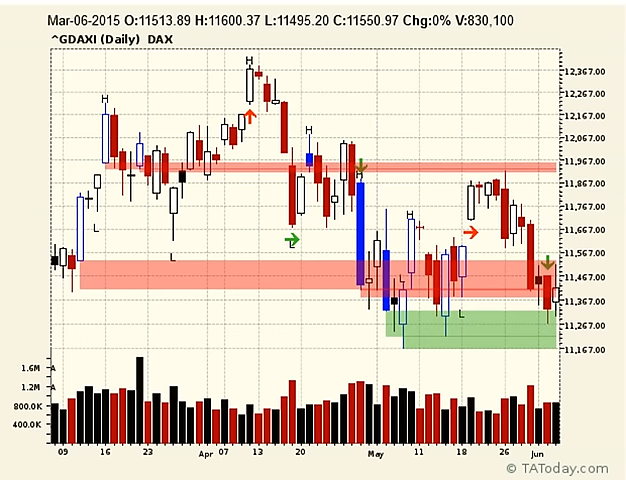 Mar-06-2015 O:11513.89 H:11600.37 L:11495.20 C:11550.97 Chg:0% V:830,100
^GDAXI (Daily) DAX
H
12,367.00
12,267.00
H
12,167.00
H
12,067.00
11,967.00
H
11,867.00
H
11,767.00
L
11,667.00
L
L
11,567.00
L
11,467.00
11,367.00
L
11,267.00
11,167.00
1.6M A
1.2M A
800.0K
400.0K
09 16 23 Apr 07 13 20 May 11 18 26 Jun
© TAToday.com